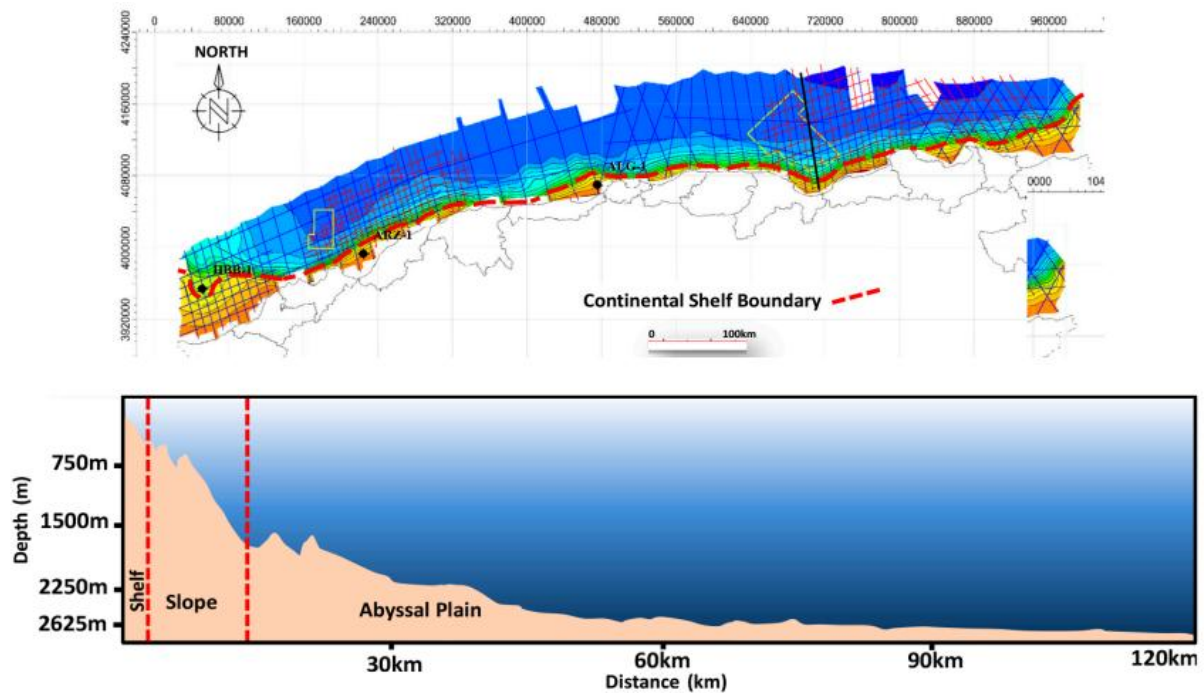 0 80000 160000 240000 320000 400000 480000 560000 640000 720000 800000 880000 960000
4240000
NORTH
N
4160000
4080000
4000000
3920000
ALG-1
ARZ-1
HBB-1
0000 104
Continental Shelf Boundary
0 100km
Depth (m)
750m
1500m
2250m
2625m
Shelf
Slope
Abyssal Plain
30km 60km 90km 120km
Distance (km)